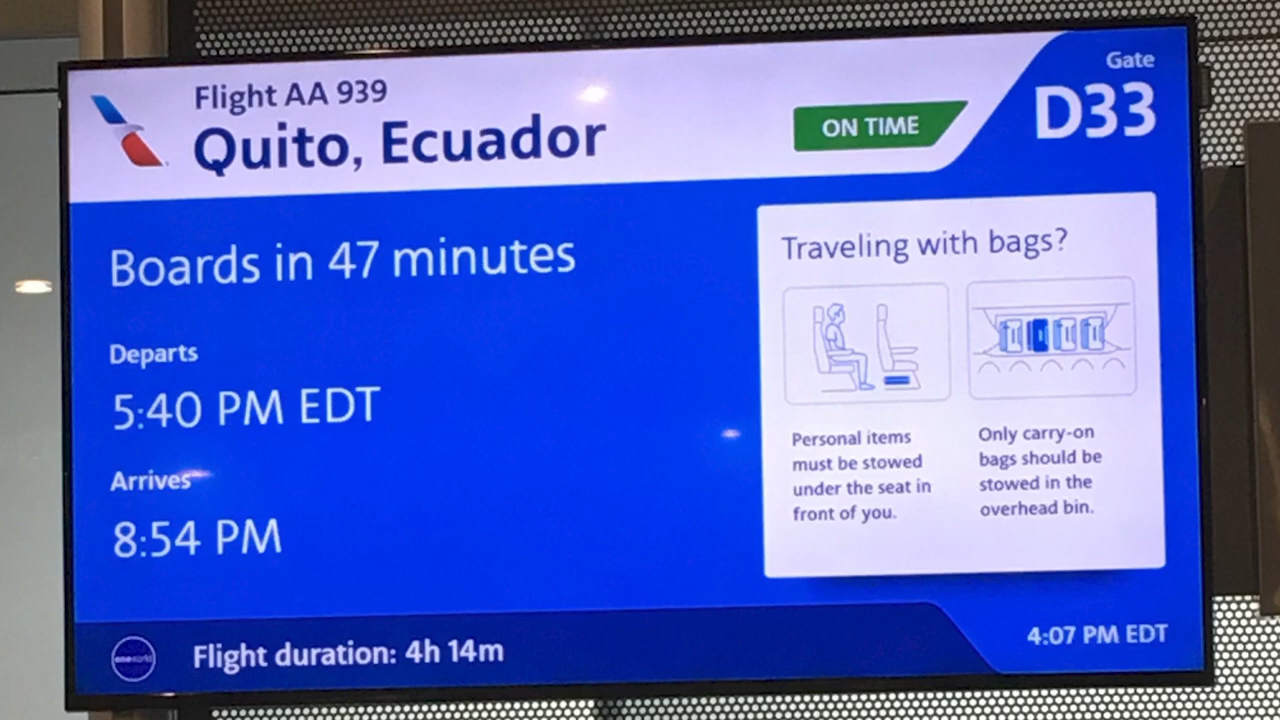 Flight AA 939
Quito, Ecuador
ON TIME
Gate
D33
Boards in 47 minutes
Departs
5:40 PM EDT
Arrives
8:54 PM
Traveling with bags?
Personal items
must be stowed
under the seat in
front of you.
Only carry-on
bags should be
stowed in the
overhead bin.
oneworld
Flight duration: 4h 14m
4:07 PM EDT